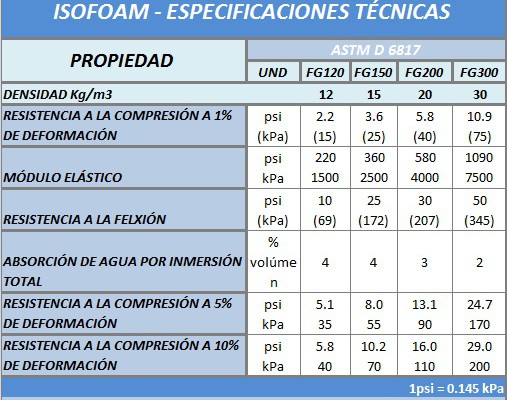 ISOFOAM - ESPECIFICACIONES TÉCNICAS
PROPIEDAD
ASTM D 6817
UND FG120 FG150 FG200 FG300
DENSIDAD Kg/m3 12 15 20 30
RESISTENCIA A LA COMPRESIÓN A 1% psi 2.2 3.6 5.8 10.9
DE DEFORMACIÓN (kPa) (15) (25) (40) (75)
psi 220 360 580 1090
MÓDULO ELÁSTICO kPa 1500 2500 4000 7500
psi 10 25 30 50
RESISTENCIA A LA FELXIÓN (kPa) (69) (172) (207) (345)
%
ABSORCIÓN DE AGUA POR INMERSIÓN volúme 4 4 3 2
TOTAL n
RESISTENCIA A LA COMPRESIÓN A 5% psi 5.1 8.0 13.1 24.7
DE DEFORMACIÓN kPa 35 55 90 170
RESISTENCIA A LA COMPRESIÓN A 10% psi 5.8 10.2 16.0 29.0
DE DEFORMACIÓN kPa 40 70 110 200
1psi = 0.145 kPa